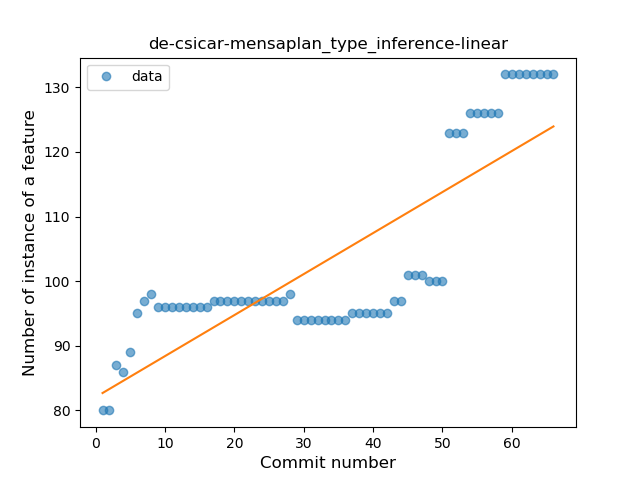 de-csicar-mensaplan_type_inference-linear
data
Number of instance of a feature
130
120
110
100
90
80
0 10 20 30 40 50 60
Commit number